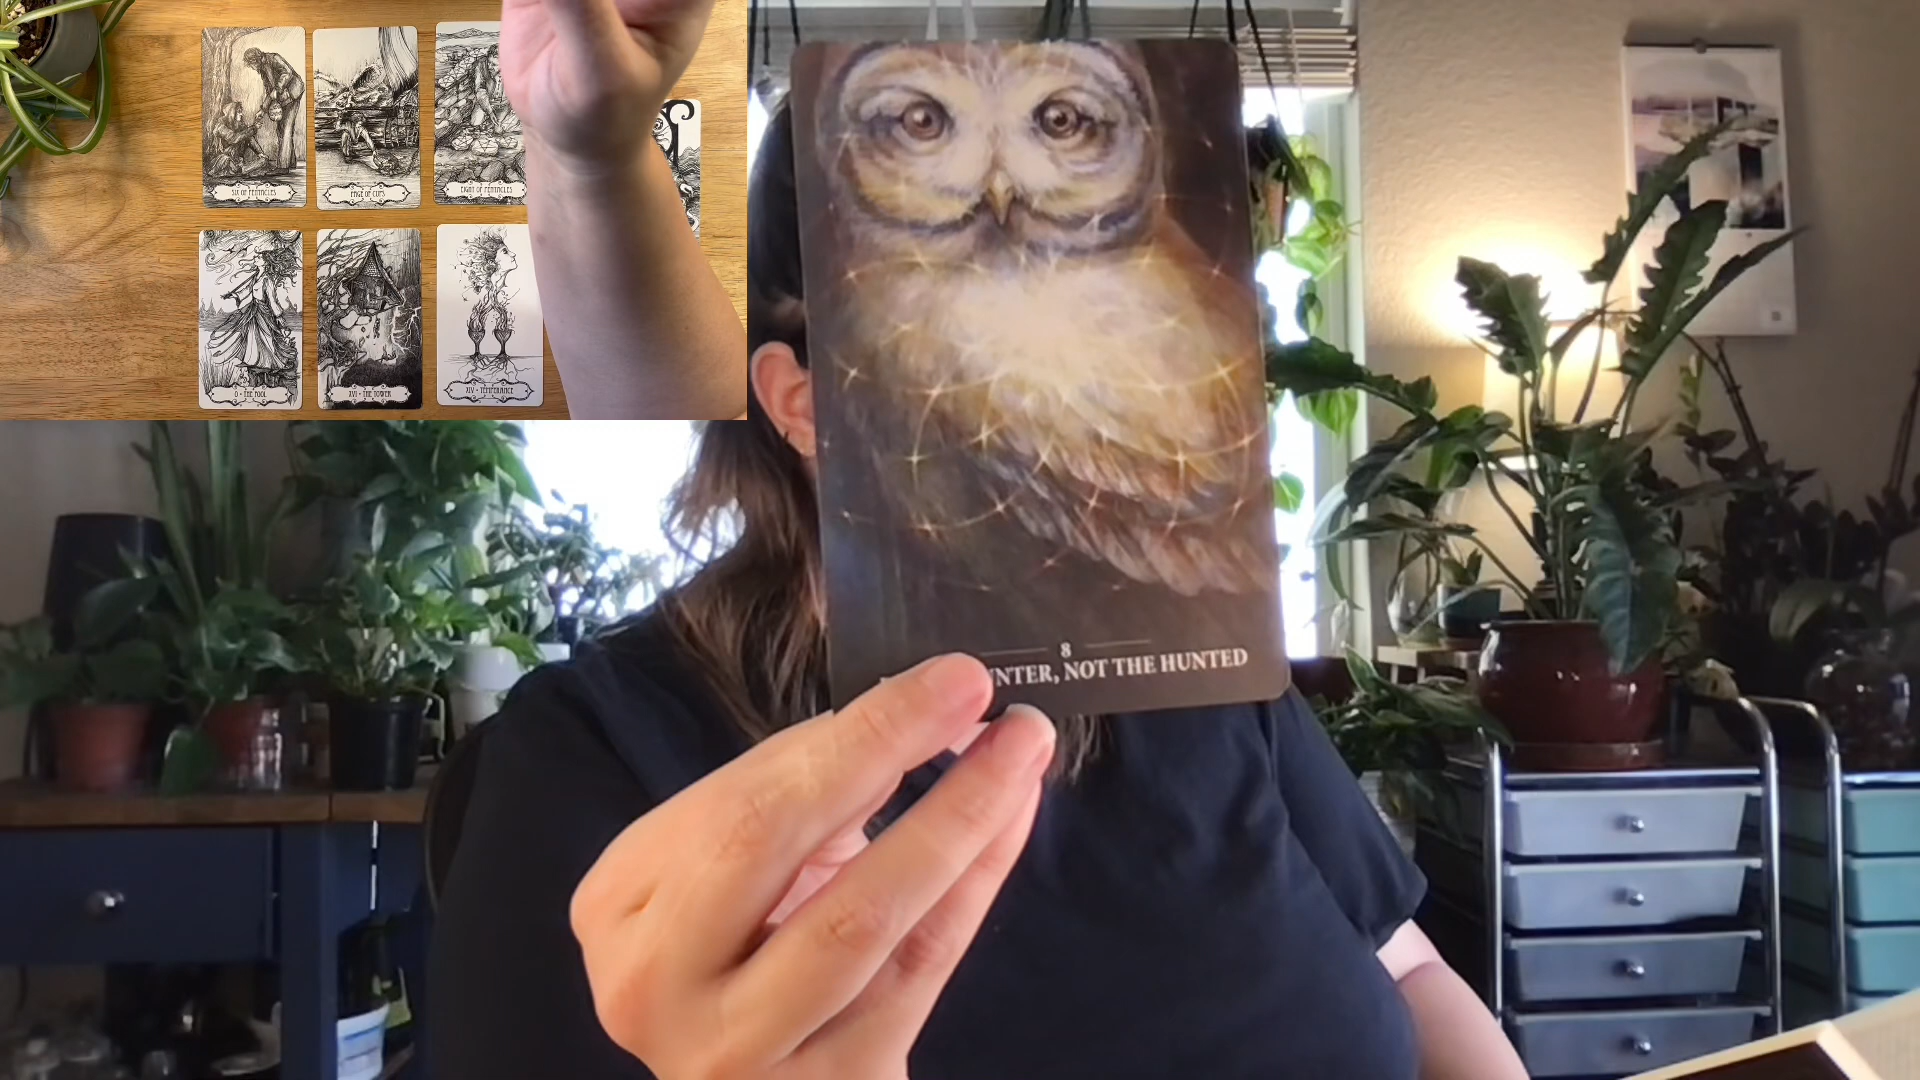 SIX OF PENTACLES
PAGE OF CUPS
EIGHT OF PENTACLES
0 • THE FOOL
XVI • THE TOWER
XIV • TEMPERANCE
8
NTER, NOT THE HUNTED